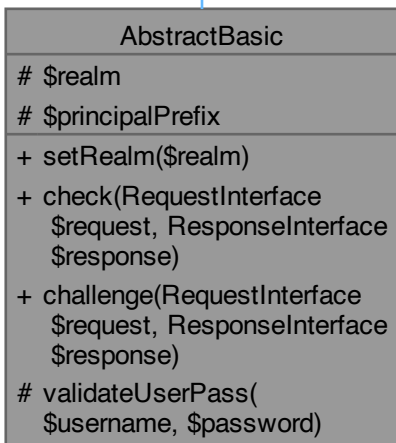 AbstractBasic
# $realm
# $principalPrefix
+ setRealm($realm)
+ check(RequestInterface
$request, ResponseInterface
$response)
+ challenge(RequestInterface
$request, ResponseInterface
$response)
# validateUserPass(
$username, $password)